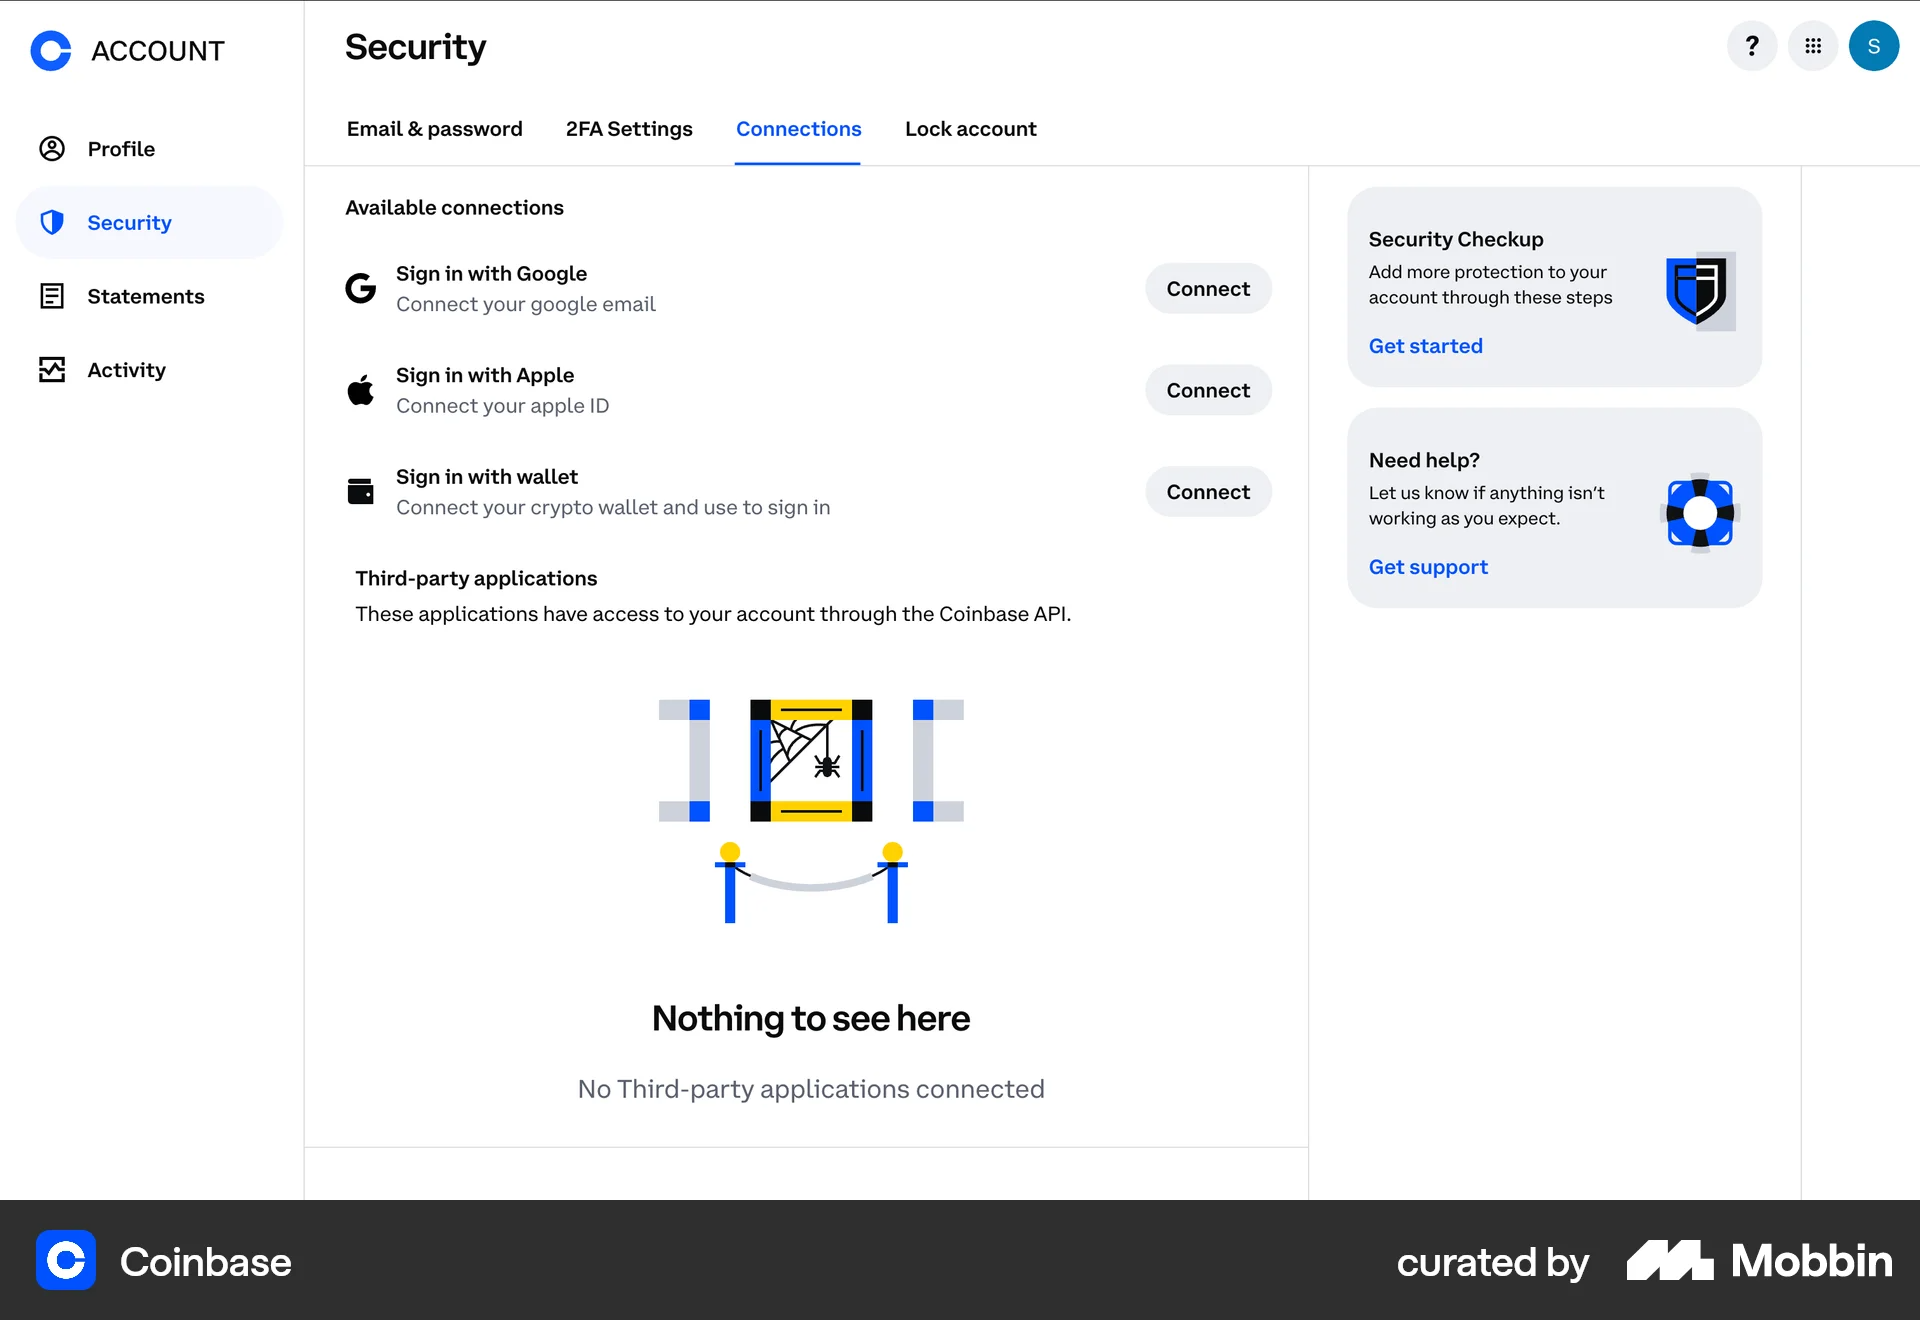 ACCOUNT
Security
?
S
Profile
Security
Statements
Activity
Email & password
2FA Settings
Connections
Lock account
Available connections
Sign in with Google
Connect your google email
Connect
Sign in with Apple
Connect your apple ID
Connect
Sign in with wallet
Connect your crypto wallet and use to sign in
Connect
Third-party applications
These applications have access to your account through the Coinbase API.
Nothing to see here
No Third-party applications connected
Security Checkup
Add more protection to your
account through these steps
Get started
Need help?
Let us know if anything isn’t
working as you expect.
Get support
Coinbase
curated by
Mobbin